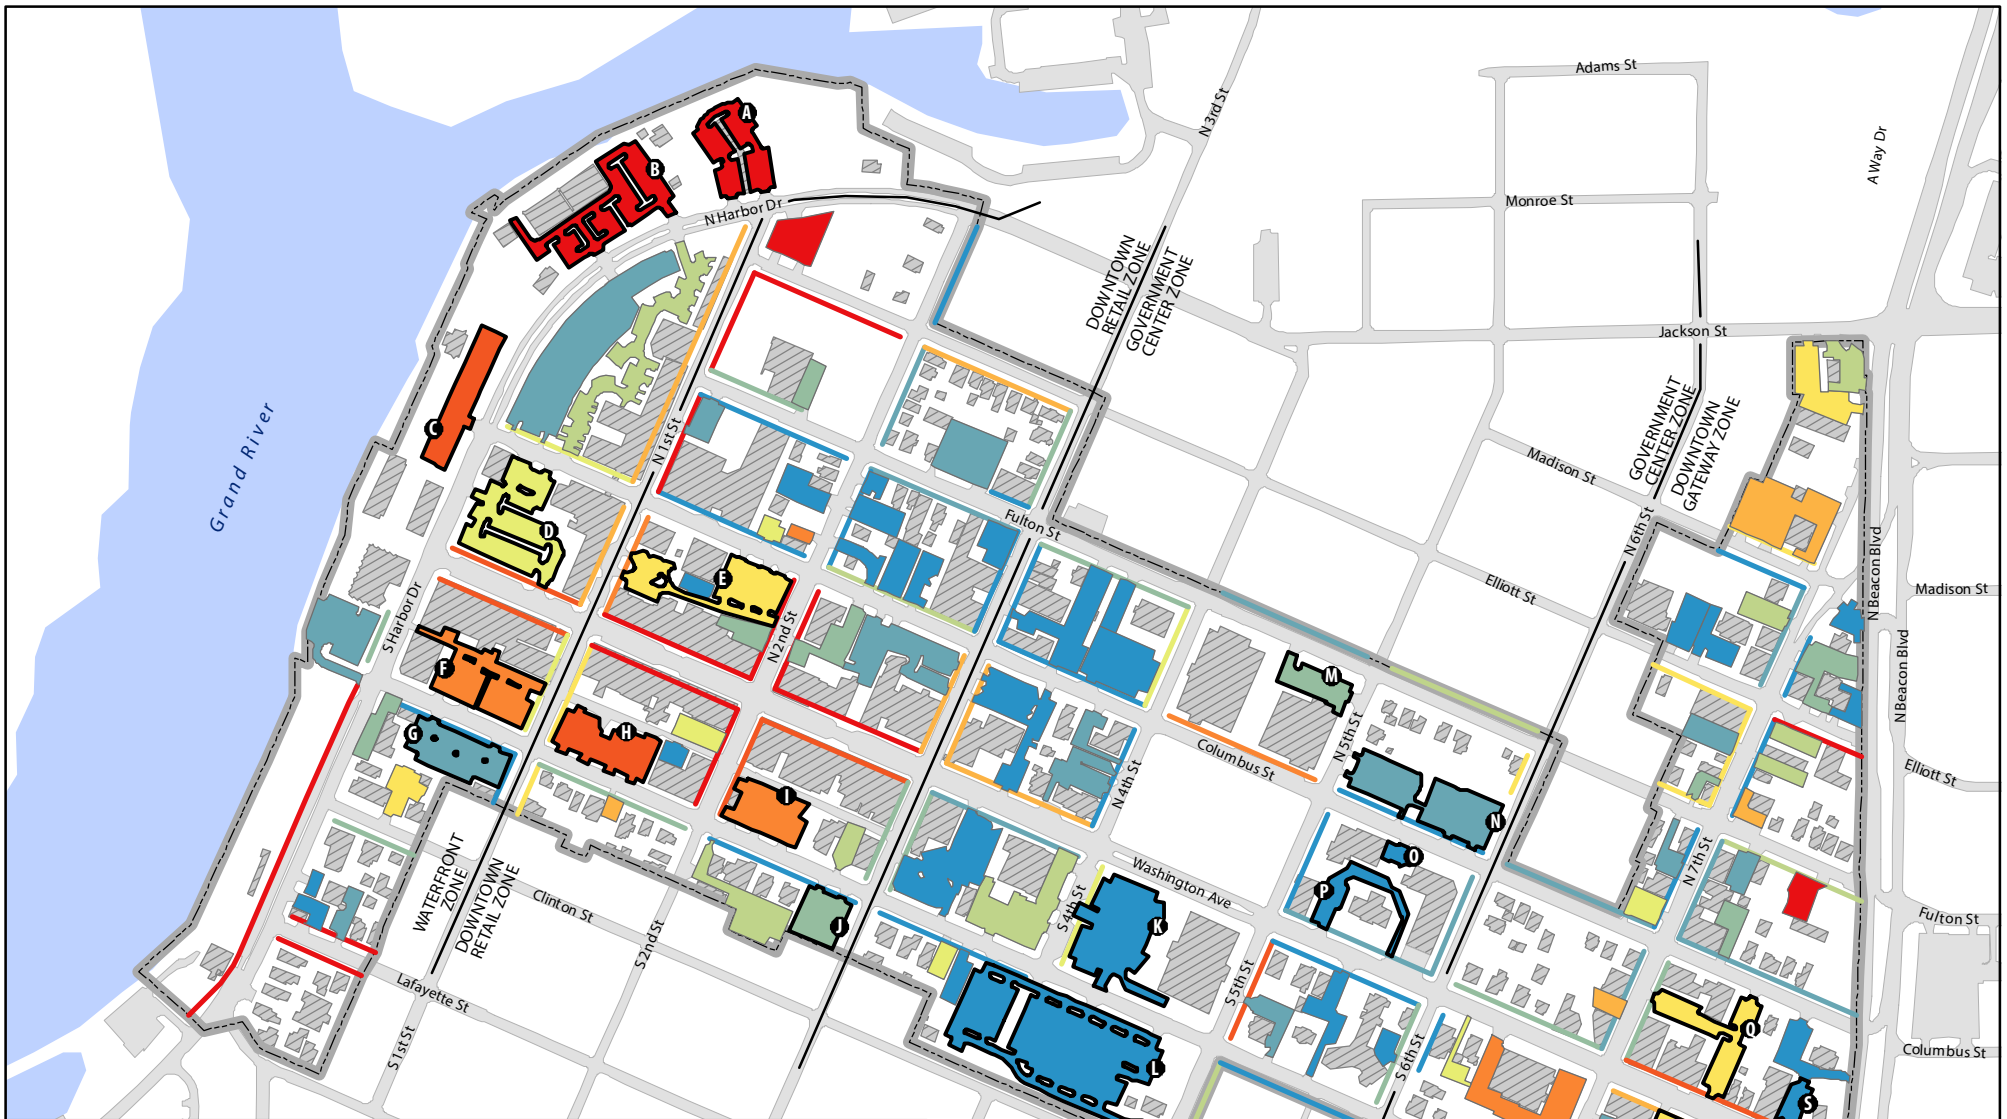 Adams St
N 3rd St
A Way Dr
A
B
N Harbor Dr
Monroe St
DOWNTOWN
RETAIL ZONE
GOVERNMENT
CENTER ZONE
Jackson St
GOVERNMENT
CENTER ZONE
DOWNTOWN
GATEWAY ZONE
Grand River
C
N 1st St
Madison St
D
Fulton St
N 6th St
N Beacon Blvd
E
Elliott St
Madison St
S Harbor Dr
N 2nd St
N Beacon Blvd
F
M
G
H
N 5th St
Columbus St
Elliott St
I
N 4th St
N
N 7th St
O
P
Washington Ave
WATERFRONT
ZONE
DOWNTOWN
RETAIL ZONE
Clinton St
J
S 4th St
K
Fulton St
S 2nd St
Lafayette St
S 5th St
S 1st St
Q
L
S 6th St
Columbus St
S